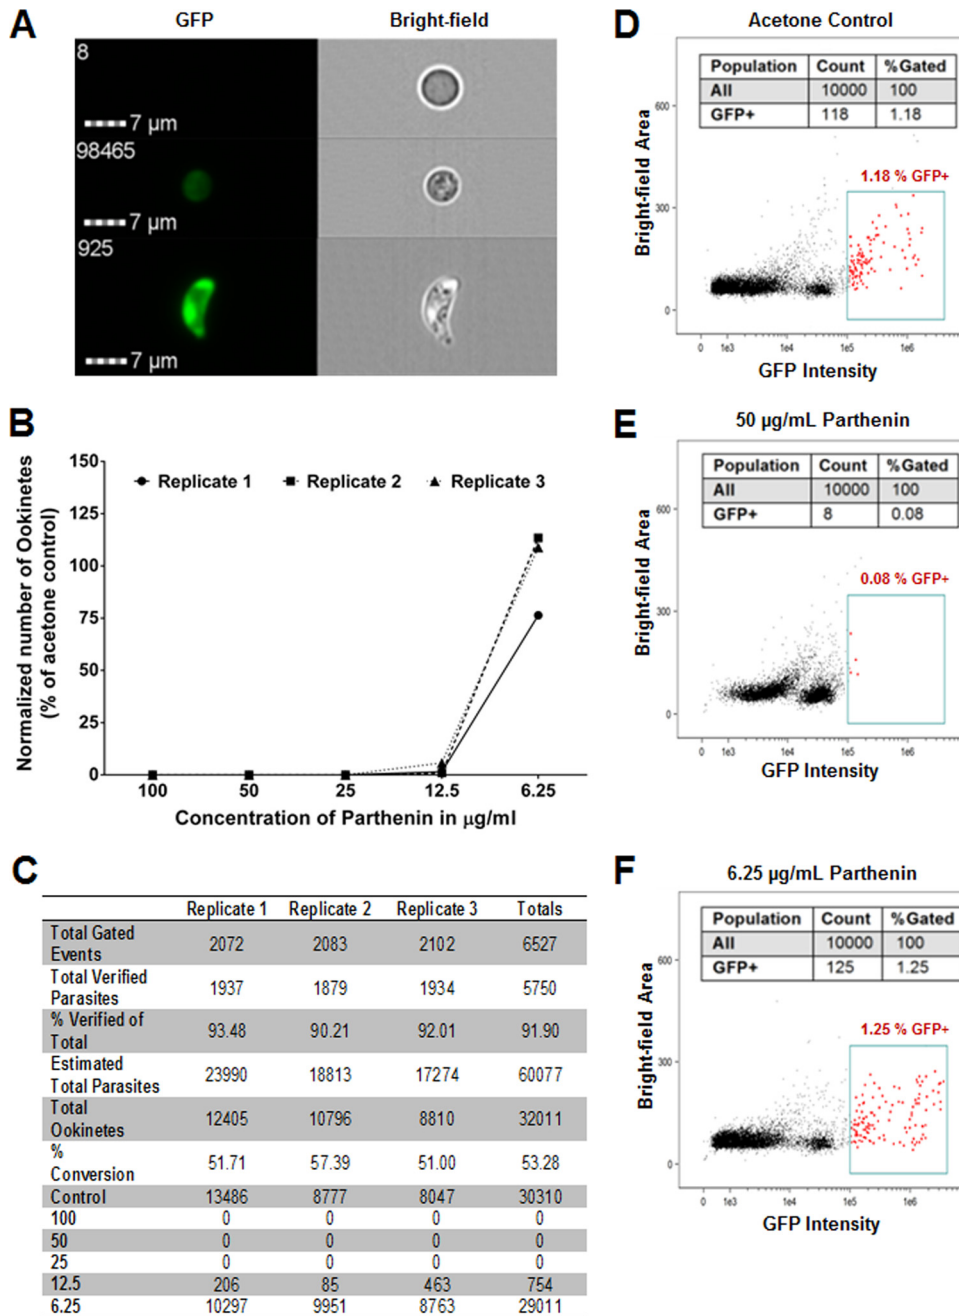 A
GFP
Bright-field
8
7 µm
98465
7 µm
925
7 µm
B
Normalized number of Ookinetes
(% of acetone control)
150
125
100
75
50
25
0
Replicate 1
Replicate 2
Replicate 3
100 50 25 12.5 6.25
Concentration of Parthenin in µg/ml
C
Replicate 1 Replicate 2 Replicate 3 Totals
Total Gated
Events 2072 2083 2102 6527
Total Verified
Parasites 1937 1879 1934 5750
% Verified of
Total 93.48 90.21 92.01 91.90
Estimated
Total Parasites 23990 18813 17274 60077
Total
Ookinetes 12405 10796 8810 32011
%
Conversion 51.71 57.39 51.00 53.28
Control 13486 8777 8047 30310
100 0 0 0 0
50 0 0 0 0
25 0 0 0 0
12.5 206 85 463 754
6.25 10297 9951 8763 29011
D
Acetone Control
Population Count %Gated
All 10000 100
GFP+ 118 1.18
1.18 % GFP+
Bright-field Area
600
300
0
0 1e3 1e4 1e5 1e6
GFP Intensity
E
50 µg/mL Parthenin
Population Count %Gated
All 10000 100
GFP+ 8 0.08
0.08 % GFP+
Bright-field Area
600
300
0
0 1e3 1e4 1e5 1e6
GFP Intensity
F
6.25 µg/mL Parthenin
Population Count %Gated
All 10000 100
GFP+ 125 1.25
1.25 % GFP+
Bright-field Area
600
300
0
0 1e3 1e4 1e5 1e6
GFP Intensity